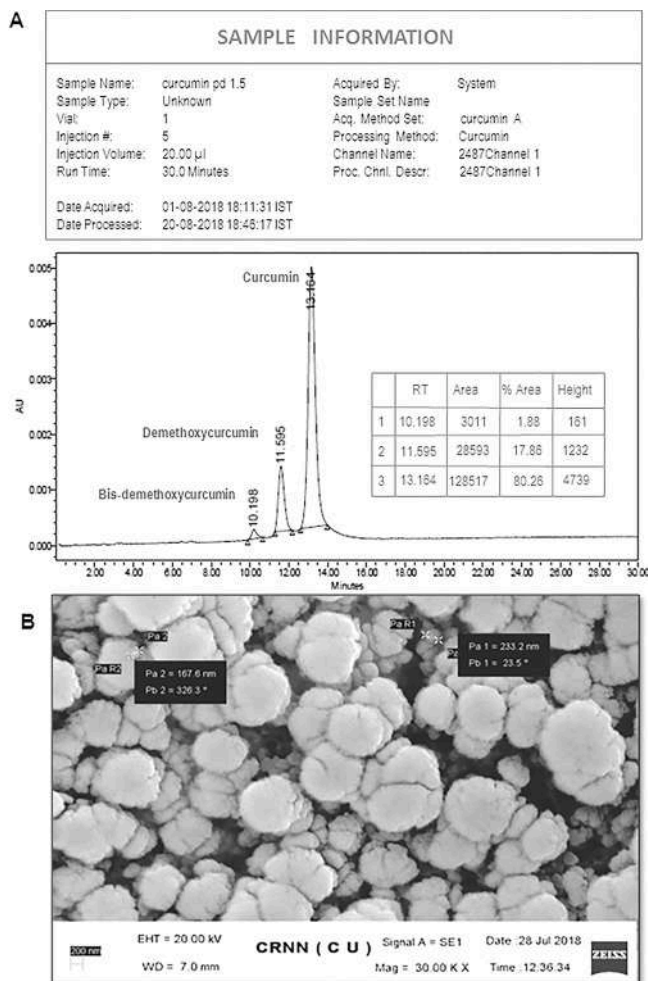 A
SAMPLE INFORMATION
Sample Name: curcumin pd 1.5 Acquired By: System
Sample Type: Unknown Sample Set Name
Vial: 1 Acq. Method Set: curcumin A
Injection #: 5 Processing Method: Curcumin
Injection Volume: 20.00 µl Channel Name: 2487Channel 1
Run Time: 30.0 Minutes Proc. Chnl. Descr: 2487Channel 1
Date Acquired: 01-08-2018 18:11:31 IST
Date Processed: 20-08-2018 18:46:17 IST
0.005
0.004
0.003
0.002
0.001
0.000
AU
Curcumin
13.164
Demethoxycurcumin
11.595
Bis-demethoxycurcumin
10.198
RT Area % Area Height
1 10.198 3011 1.88 161
2 11.595 28593 17.86 1232
3 13.164 128517 80.26 4739
2.00 4.00 6.00 8.00 10.00 12.00 14.00 16.00 18.00 20.00 22.00 24.00 26.00 28.00 30.00
Minutes
B
Pa 2
Pa R2
Pa 2 = 167.6 nm
Pb 2 = 326.3 °
Pa R1
Pa 1 = 233.2 nm
Pb 1 = 23.5 °
200 nm
EHT = 20.00 kV
WD = 7.0 mm
CRNN ( C U )
Signal A = SE1
Mag = 30.00 K X
Date :28 Jul 2018
Time :12:36:34
ZEISS